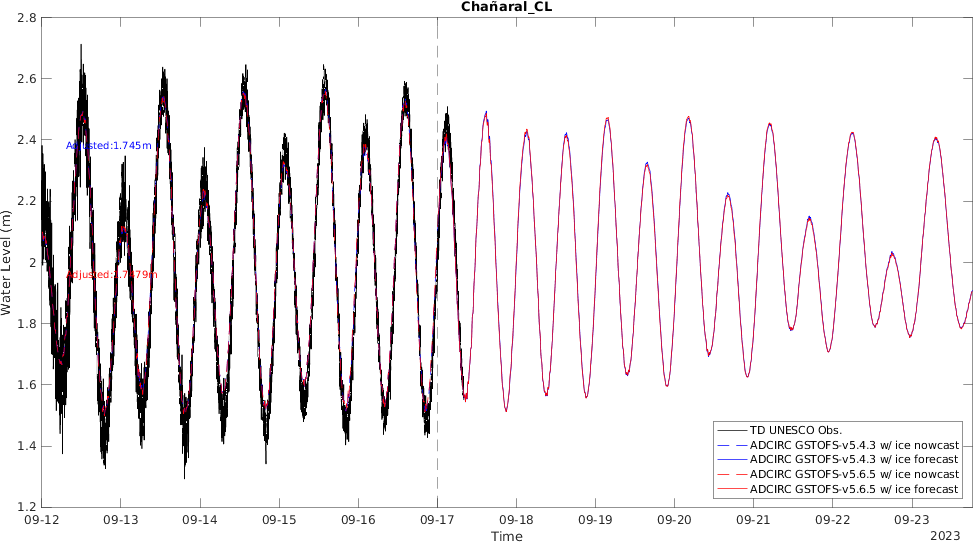 Chañaral_CL
2.8
2.6
2.4
2.2
2
1.8
1.6
1.4
1.2
Water Level (m)
Adjusted:1.745m
09-12
09-13
09-14
09-15
09-16
09-17
09-18
09-19
09-20
09-21
09-22
09-23
Time
2023
TD UNESCO Obs.
ADCIRC GSTOFS-v5.4.3 w/ ice nowcast
ADCIRC GSTOFS-v5.4.3 w/ ice forecast
ADCIRC GSTOFS-v5.6.5 w/ ice nowcast
ADCIRC GSTOFS-v5.6.5 w/ ice forecast